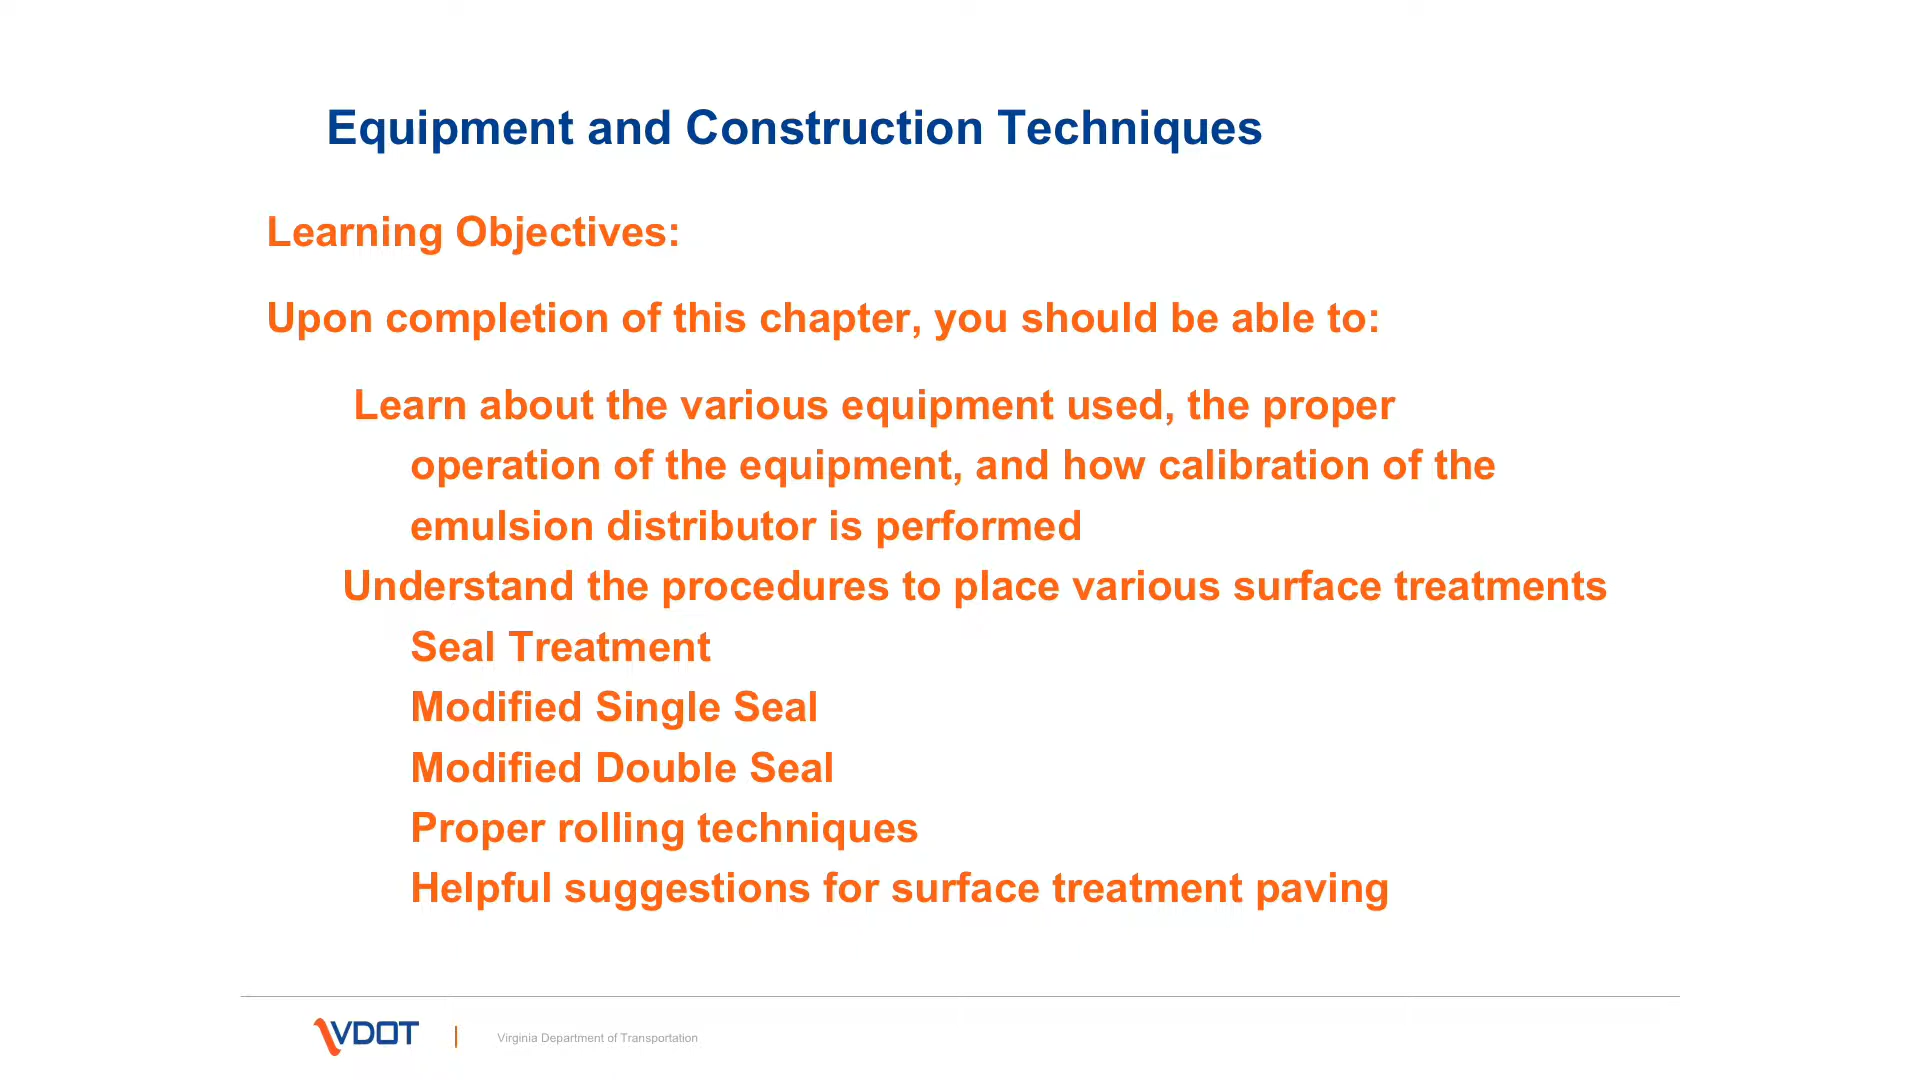 Equipment and Construction Techniques
Learning Objectives:
Upon completion of this chapter, you should be able to:
Learn about the various equipment used, the proper
operation of the equipment, and how calibration of the
emulsion distributor is performed
Understand the procedures to place various surface treatments
Seal Treatment
Modified Single Seal
Modified Double Seal
Proper rolling techniques
Helpful suggestions for surface treatment paving
VDOT
Virginia Department of Transportation